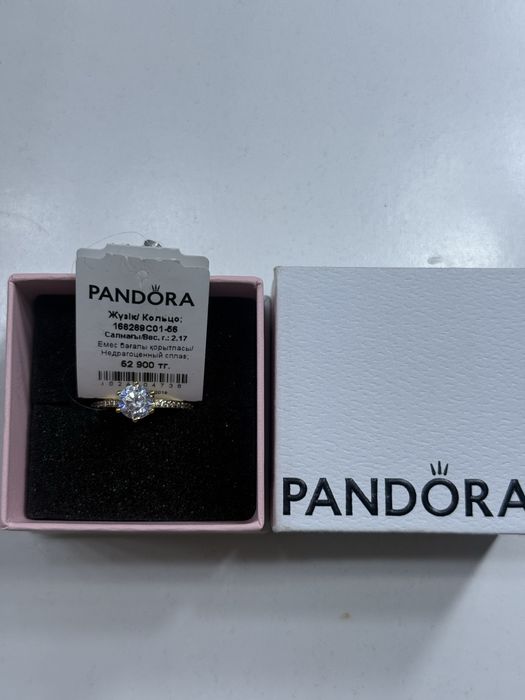 PANDORA
Жүзік/ Кольцо:
168289C01-56
Салмағы/Вес, г.: 2.17
Емес бағалы қорытпасы/
Недрагоценный сплав;
62 900 тг.
PANDORA